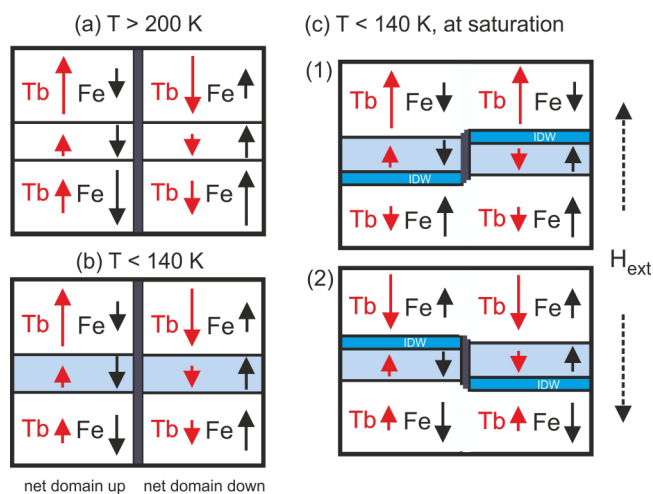 (a) T > 200 K
Tb Fe Tb Fe
Tb Fe Tb Fe
(b) T < 140 K
Tb Fe Tb Fe
Tb Fe Tb Fe
net domain up net domain down
(c) T < 140 K, at saturation
(1)
Tb Fe Tb Fe
IDW
IDW
Tb Fe Tb Fe
(2)
Tb Fe Tb Fe
IDW
IDW
Tb Fe Tb Fe
Hext